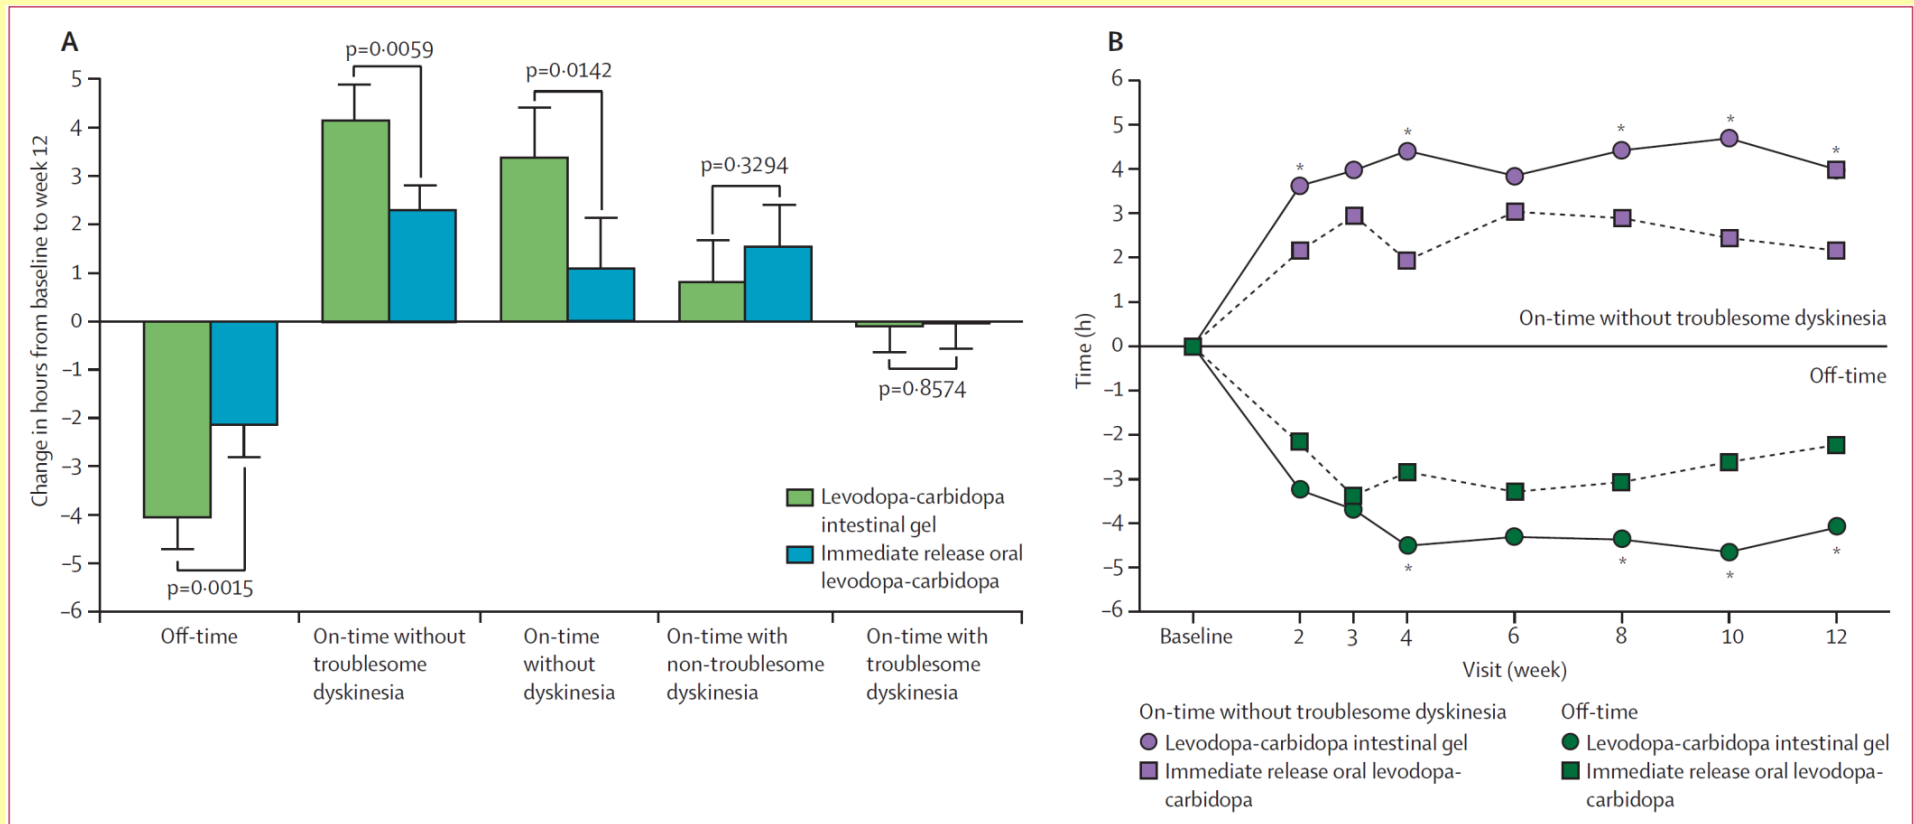 A
p=0·0059
p=0·0142
p=0·3294
p=0·8574
p=0·0015
5
4
3
2
1
0
–1
–2
–3
–4
–5
–6
Change in hours from baseline to week 12
Levodopa-carbidopa
intestinal gel
Immediate release oral
levodopa-carbidopa
Off-time
On-time without
troublesome
dyskinesia
On-time
without
dyskinesia
On-time with
non-troublesome
dyskinesia
On-time with
troublesome
dyskinesia
B
6
5
4
3
2
1
0
–1
–2
–3
–4
–5
–6
Time (h)
* * * * *
On-time without troublesome dyskinesia
Off-time
* * * *
Baseline 2 3 4 6 8 10 12
Visit (week)
On-time without troublesome dyskinesia
Levodopa-carbidopa intestinal gel
Immediate release oral levodopa-
carbidopa
Off-time
Levodopa-carbidopa intestinal gel
Immediate release oral levodopa-
carbidopa